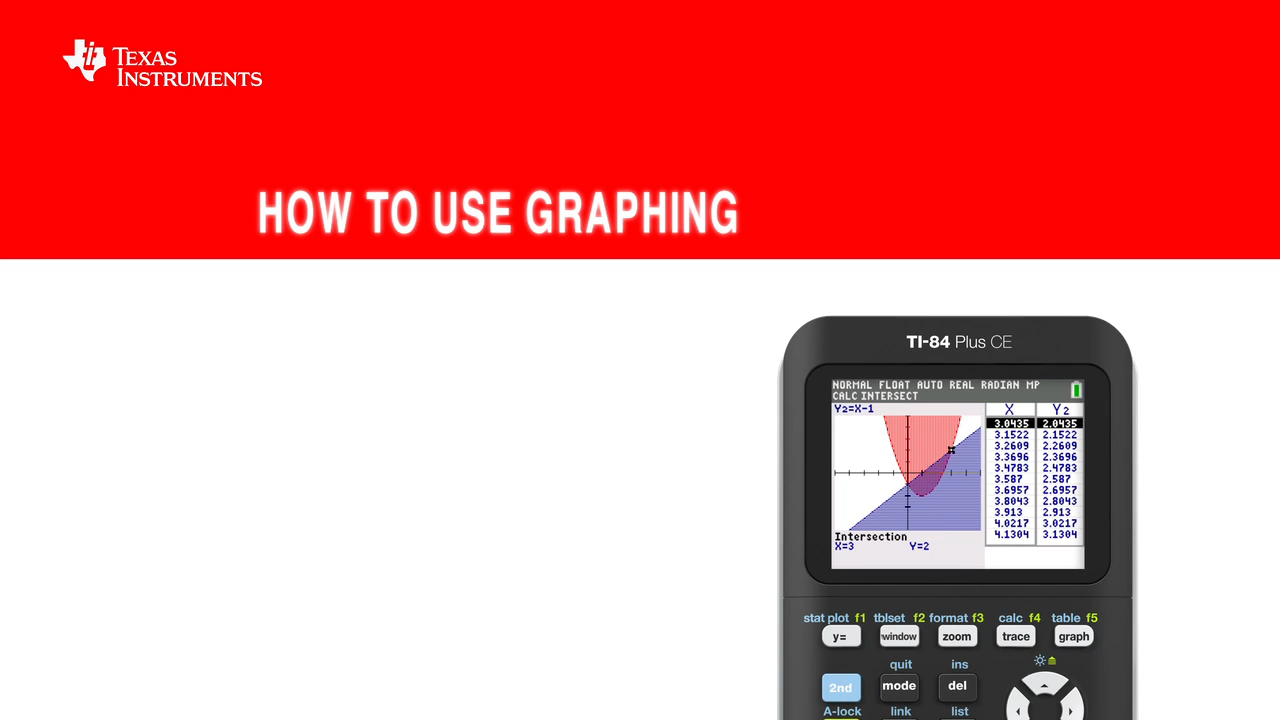 TEXAS
INSTRUMENTS
HOW TO USE GRAPHING
TI-84 Plus CE
NORMAL FLOAT AUTO REAL RADIAN MP
CALC INTERSECT
Y2=X-1
X Y2
3.0435 2.0435
3.1522 2.1522
3.2609 2.2609
3.3696 2.3696
3.4783 2.4783
3.587 2.587
3.6957 2.6957
3.8043 2.8043
3.913 2.913
4.0217 3.0217
4.1304 3.1304
Intersection
X=3 Y=2
stat plot f1 tblset f2 format f3 calc f4 table f5
y= window zoom trace graph
quit ins
2nd mode del
A-lock link list